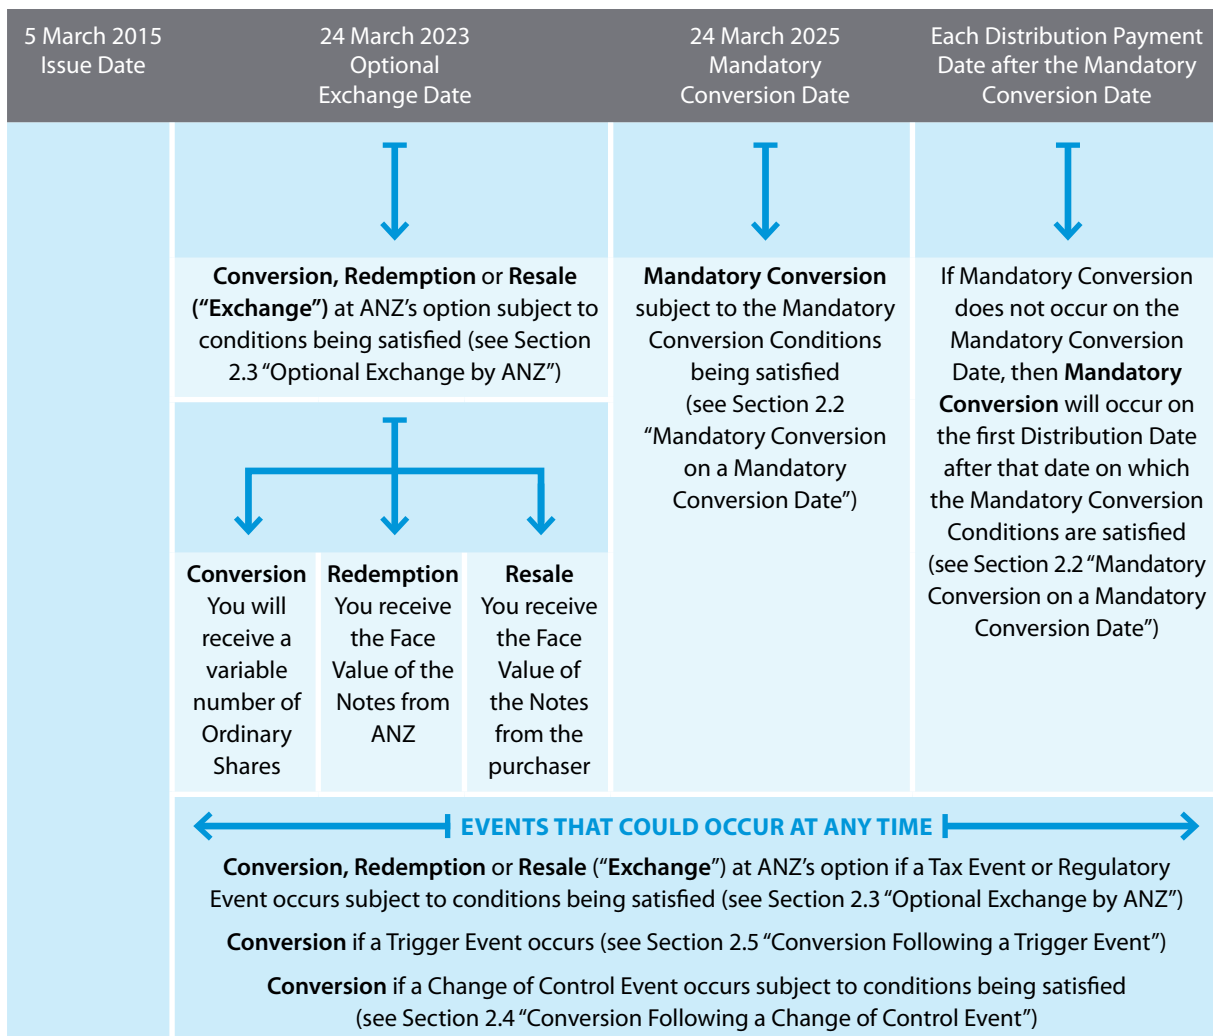 5 March 2015
Issue Date
24 March 2023
Optional
Exchange Date
24 March 2025
Mandatory
Conversion Date
Each Distribution Payment
Date after the Mandatory
Conversion Date
Conversion, Redemption or Resale
(“Exchange”) at ANZ’s option subject to
conditions being satisfied (see Section
2.3 “Optional Exchange by ANZ”)
Conversion
You will
receive a
variable
number of
Ordinary
Shares
Redemption
You receive
the Face
Value of the
Notes from
ANZ
Resale
You receive
the Face
Value of
the Notes
from the
purchaser
Mandatory Conversion
subject to the Mandatory
Conversion Conditions
being satisfied
(see Section 2.2
“Mandatory Conversion
on a Mandatory
Conversion Date”)
If Mandatory Conversion
does not occur on the
Mandatory Conversion
Date, then Mandatory
Conversion will occur on
the first Distribution Date
after that date on which
the Mandatory Conversion
Conditions are satisfied
(see Section 2.2 “Mandatory
Conversion on a Mandatory
Conversion Date”)
EVENTS THAT COULD OCCUR AT ANY TIME
Conversion, Redemption or Resale (“Exchange”) at ANZ’s option if a Tax Event or Regulatory
Event occurs subject to conditions being satisfied (see Section 2.3 “Optional Exchange by ANZ”)
Conversion if a Trigger Event occurs (see Section 2.5 “Conversion Following a Trigger Event”)
Conversion if a Change of Control Event occurs subject to conditions being satisfied
(see Section 2.4 “Conversion Following a Change of Control Event”)